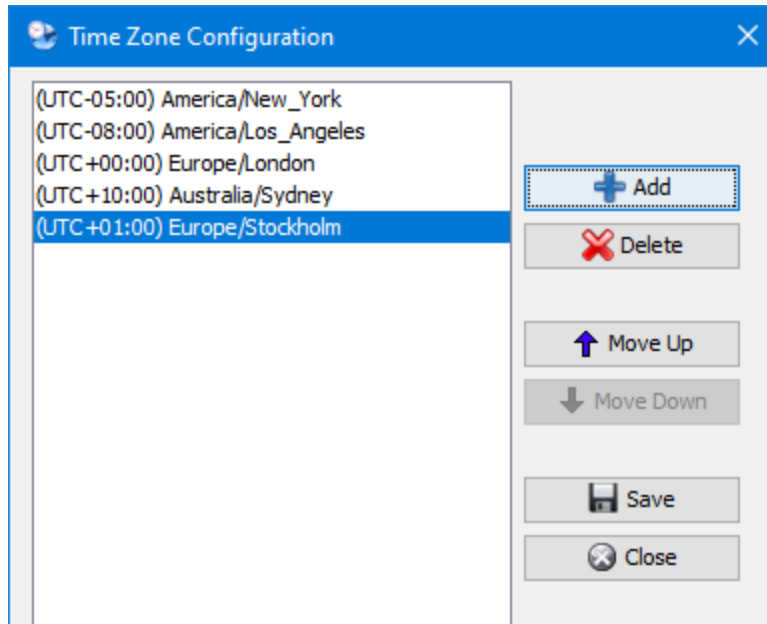 Time Zone Configuration
(UTC-05:00) America/New_York
(UTC-08:00) America/Los_Angeles
(UTC+00:00) Europe/London
(UTC+10:00) Australia/Sydney
(UTC+01:00) Europe/Stockholm
Add
Delete
Move Up
Move Down
Save
Close